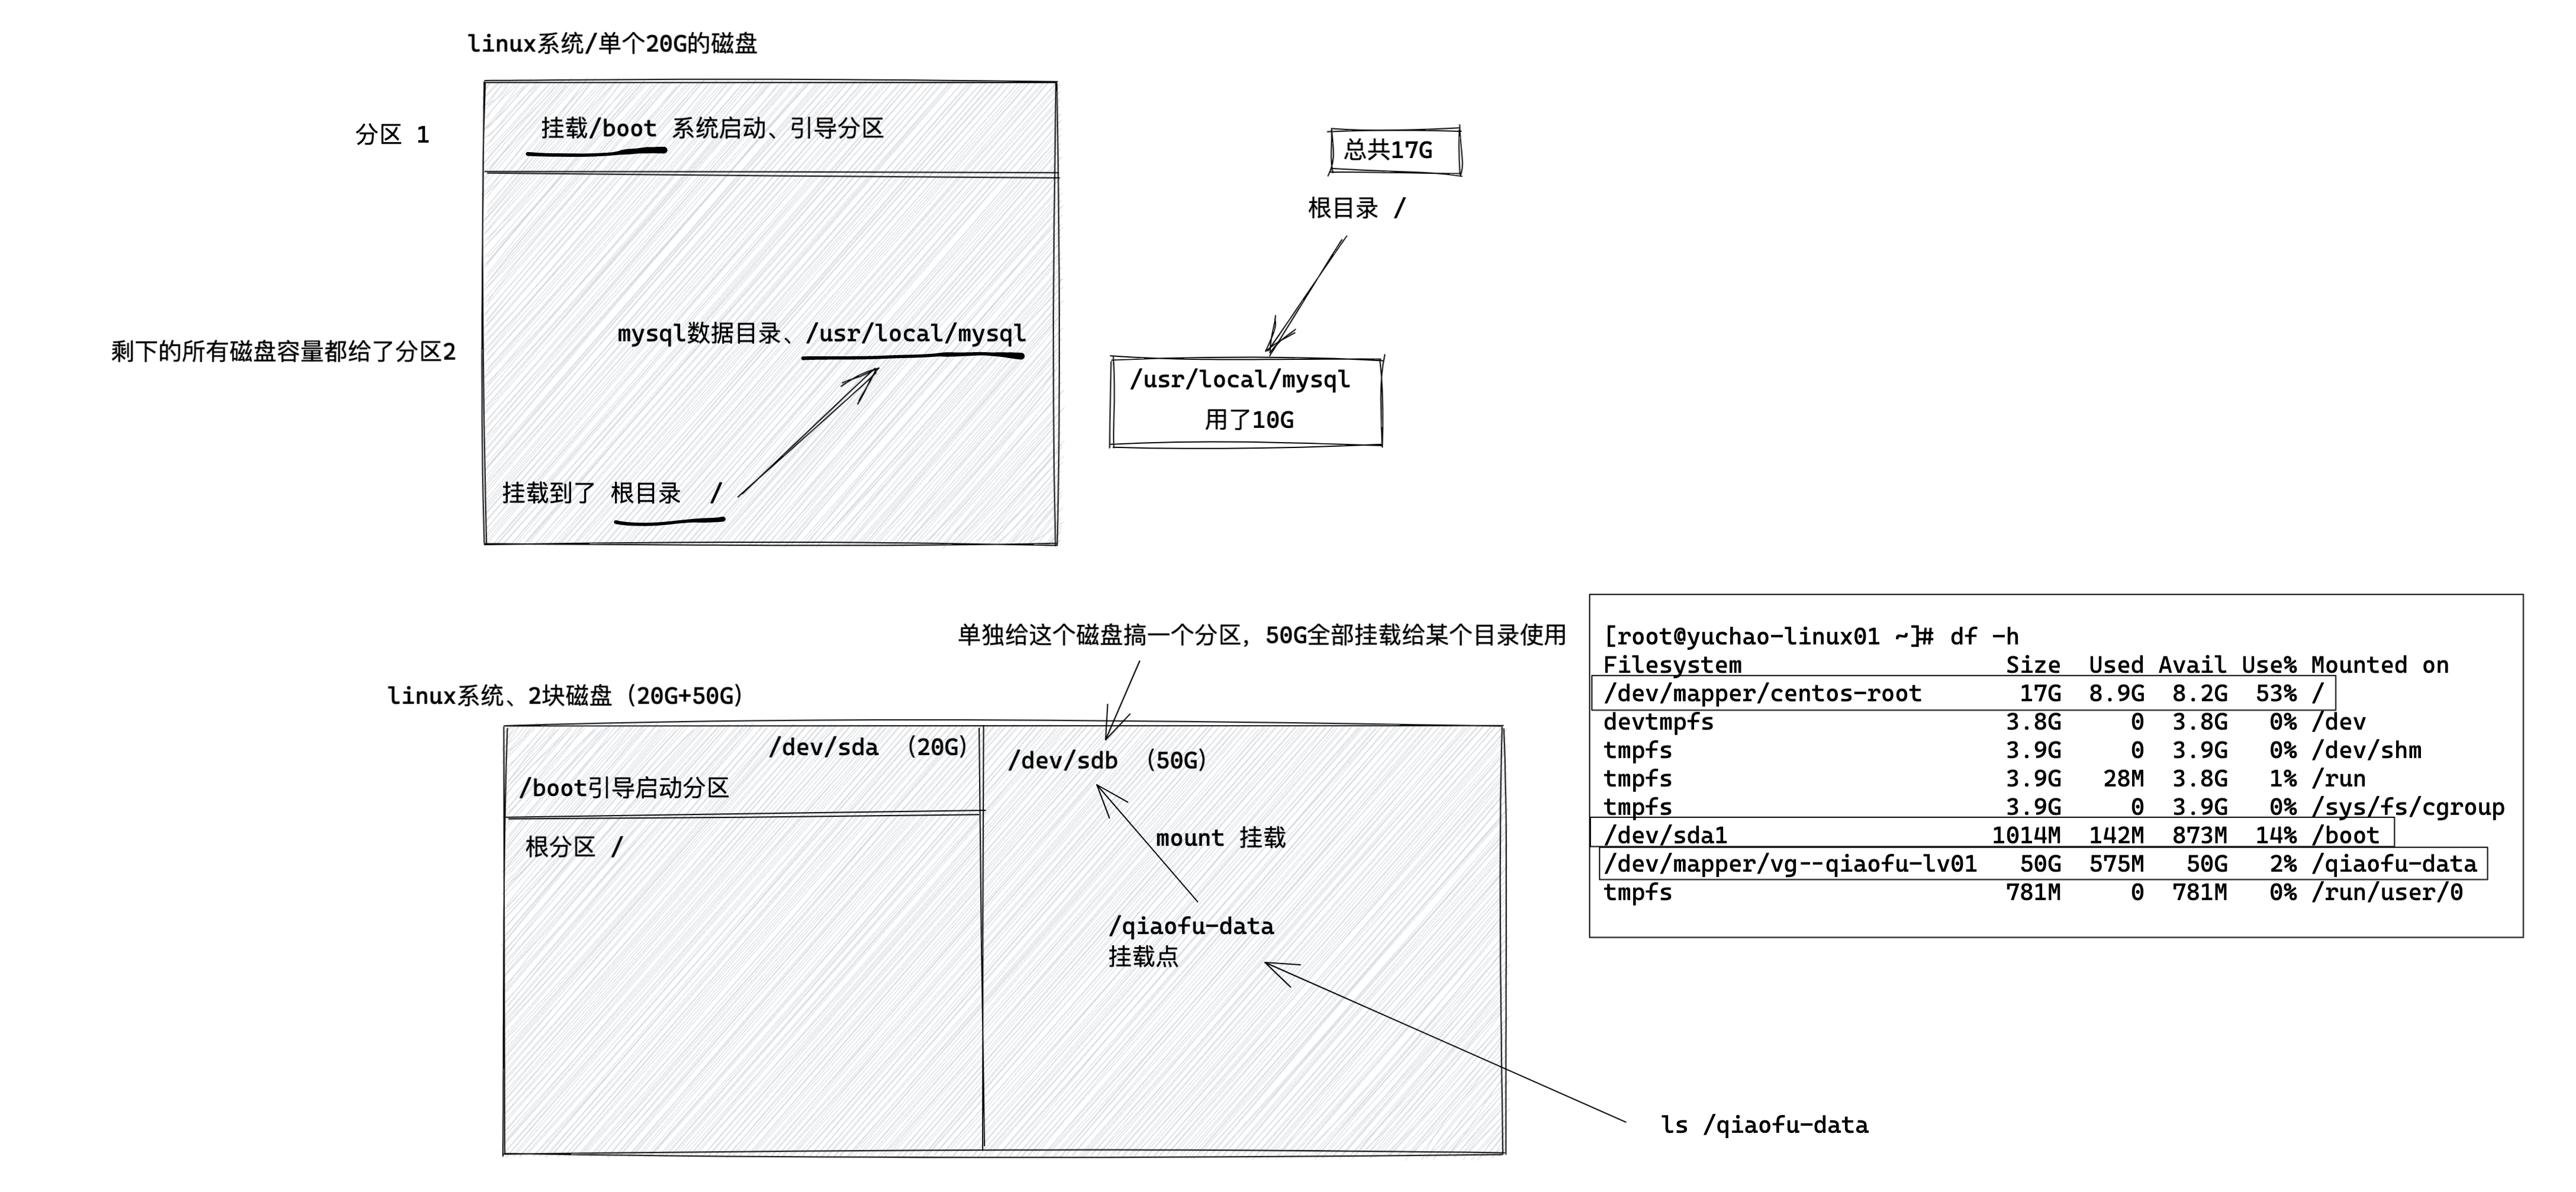 linux系统/单个20G的磁盘
分区 1
挂载/boot 系统启动、引导分区
总共17G
根目录 /
mysql数据目录、/usr/local/mysql
剩下的所有磁盘容量都给了分区2
/usr/local/mysql
用了10G
挂载到了 根目录 /
单独给这个磁盘搞一个分区，50G全部挂载给某个目录使用
linux系统、2块磁盘（20G+50G）
/dev/sda （20G）
/dev/sdb （50G）
/boot引导启动分区
mount 挂载
根分区 /
/qiaofu-data
挂载点
ls /qiaofu-data
[root@yuchao-linux01 ~]# df -h
Filesystem Size Used Avail Use% Mounted on
/dev/mapper/centos-root 17G 8.9G 8.2G 53% /
devtmpfs 3.8G 0 3.8G 0% /dev
tmpfs 3.9G 0 3.9G 0% /dev/shm
tmpfs 3.9G 28M 3.8G 1% /run
tmpfs 3.9G 0 3.9G 0% /sys/fs/cgroup
/dev/sda1 1014M 142M 873M 14% /boot
/dev/mapper/vg--qiaofu-lv01 50G 575M 50G 2% /qiaofu-data
tmpfs 781M 0 781M 0% /run/user/0